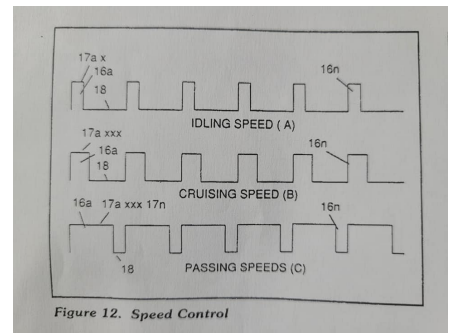 17a x
16a
18
16n
IDLING SPEED ( A)
17a xxx
16a
18
16n
CRUISING SPEED (B)
16a 17a xxx 17n
16n
18
PASSING SPEEDS (C)
Figure 12. Speed Control